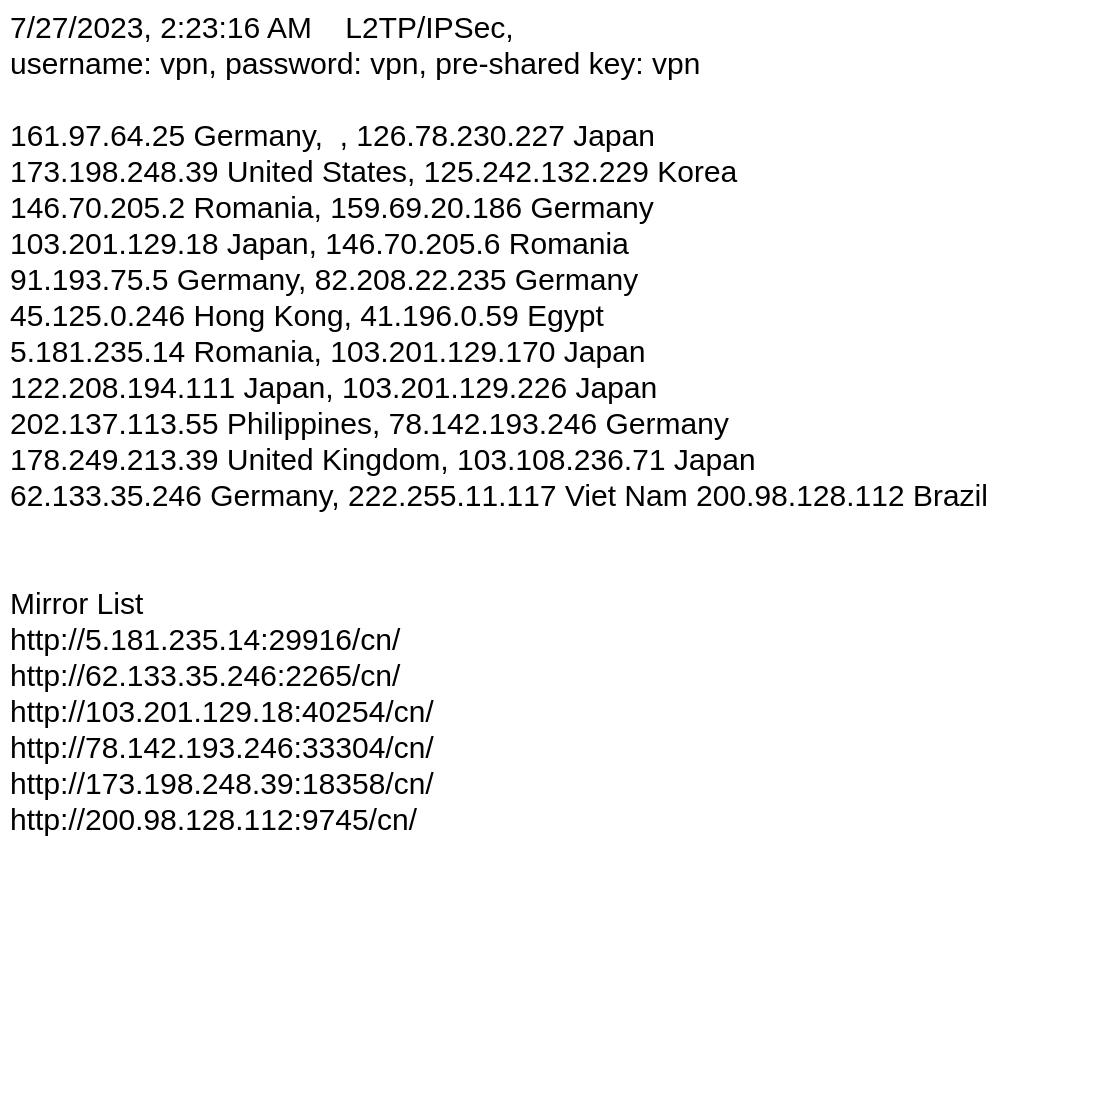 7/27/2023, 2:23:16 AM    L2TP/IPSec,
username: vpn, password: vpn, pre-shared key: vpn
161.97.64.25 Germany,  , 126.78.230.227 Japan
173.198.248.39 United States, 125.242.132.229 Korea
146.70.205.2 Romania, 159.69.20.186 Germany
103.201.129.18 Japan, 146.70.205.6 Romania
91.193.75.5 Germany, 82.208.22.235 Germany
45.125.0.246 Hong Kong, 41.196.0.59 Egypt
5.181.235.14 Romania, 103.201.129.170 Japan
122.208.194.111 Japan, 103.201.129.226 Japan
202.137.113.55 Philippines, 78.142.193.246 Germany
178.249.213.39 United Kingdom, 103.108.236.71 Japan
62.133.35.246 Germany, 222.255.11.117 Viet Nam 200.98.128.112 Brazil
Mirror List
http://5.181.235.14:29916/cn/
http://62.133.35.246:2265/cn/
http://103.201.129.18:40254/cn/
http://78.142.193.246:33304/cn/
http://173.198.248.39:18358/cn/
http://200.98.128.112:9745/cn/